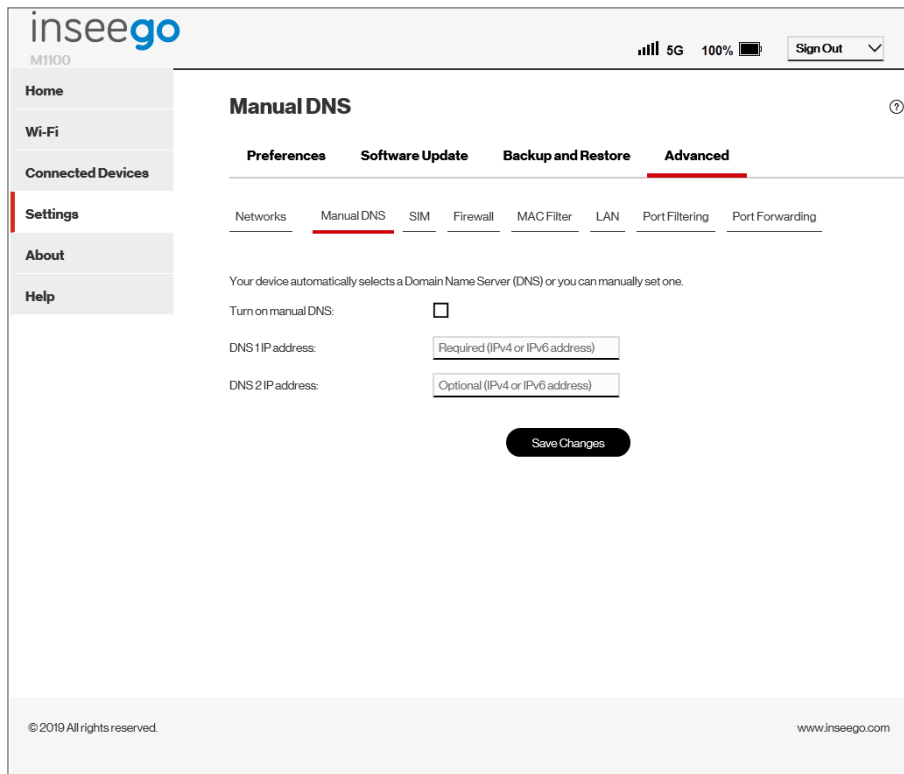 inseego
M1100
5G 100% Sign Out
Home
Wi-Fi
Connected Devices
Settings
About
Help
Manual DNS
?
Preferences Software Update Backup and Restore Advanced
Networks Manual DNS SIM Firewall MAC Filter LAN Port Filtering Port Forwarding
Your device automatically selects a Domain Name Server (DNS) or you can manually set one.
Turn on manual DNS:
DNS 1 IP address: Required (IPv4 or IPv6 address)
DNS 2 IP address: Optional (IPv4 or IPv6 address)
Save Changes
© 2019 All rights reserved. www.inseego.com